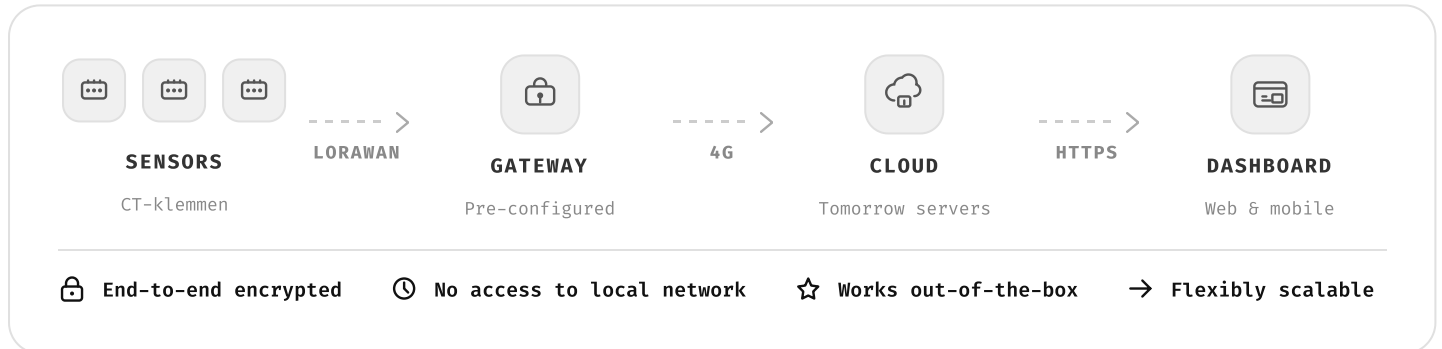 SENSORS
CT-klemmen
LORAWAN
GATEWAY
Pre-configured
4G
CLOUD
Tomorrow servers
HTTPS
DASHBOARD
Web & mobile
End-to-end encrypted
No access to local network
Works out-of-the-box
Flexibly scalable